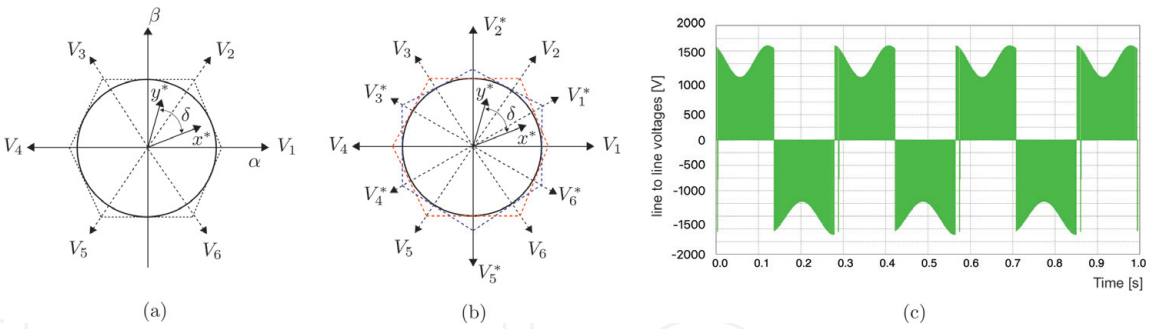 β
V₃
V₂
y*
δ
x*
V₄
V₁
α
V₅
V₆
(a)
V₂*
V₃
V₂
V₃*
y*
V₁*
δ
x*
V₄
V₁
V₄*
V₆*
V₅
V₆
V₅*
(b)
line to line voltages [V]
2000
1500
1000
500
0
-500
-1000
-1500
-2000
0.0 0.1 0.2 0.3 0.4 0.5 0.6 0.7 0.8 0.9 1.0
Time [s]
(c)